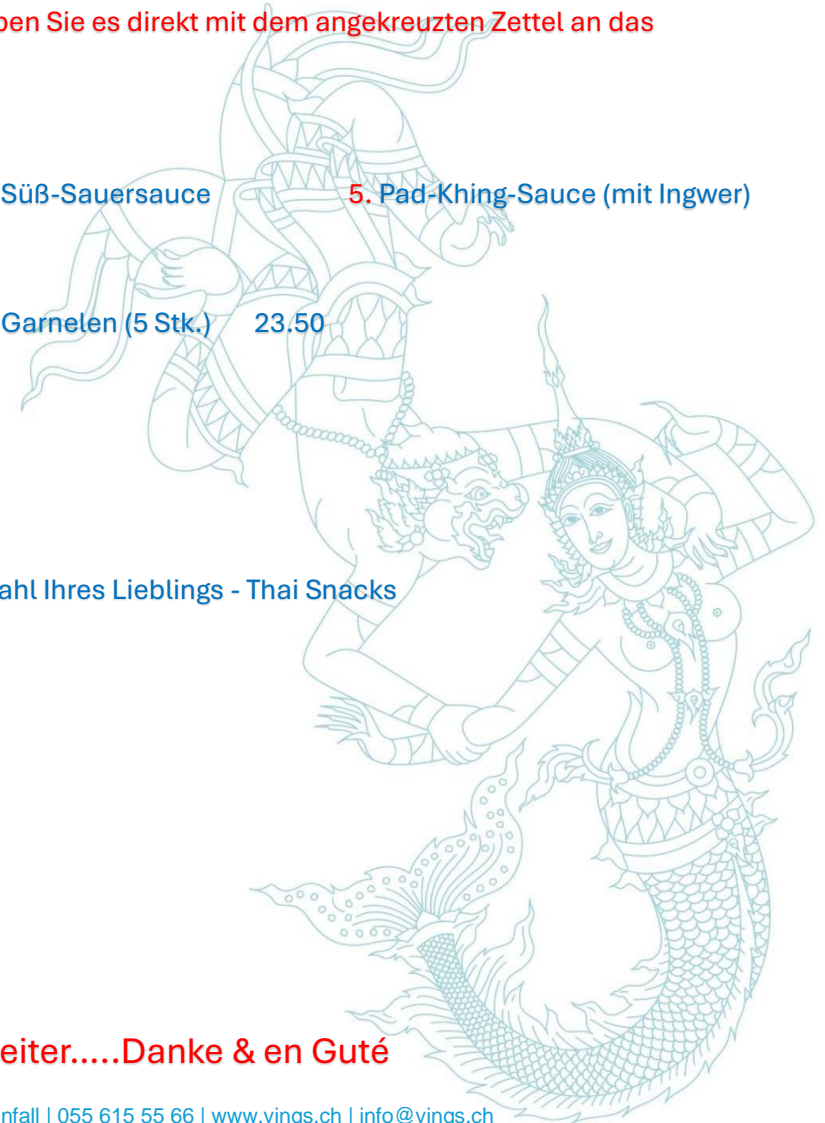 ben Sie es direkt mit dem angekreuzten Zettel an das
Süß-Sauersauce 5. Pad-Khing-Sauce (mit Ingwer)
Garnelen (5 Stk.) 23.50
ahl Ihres Lieblings - Thai Snacks
eiter.....Danke & en Guté
nfall | 055 615 55 66 | www.vings.ch | info@vings.ch